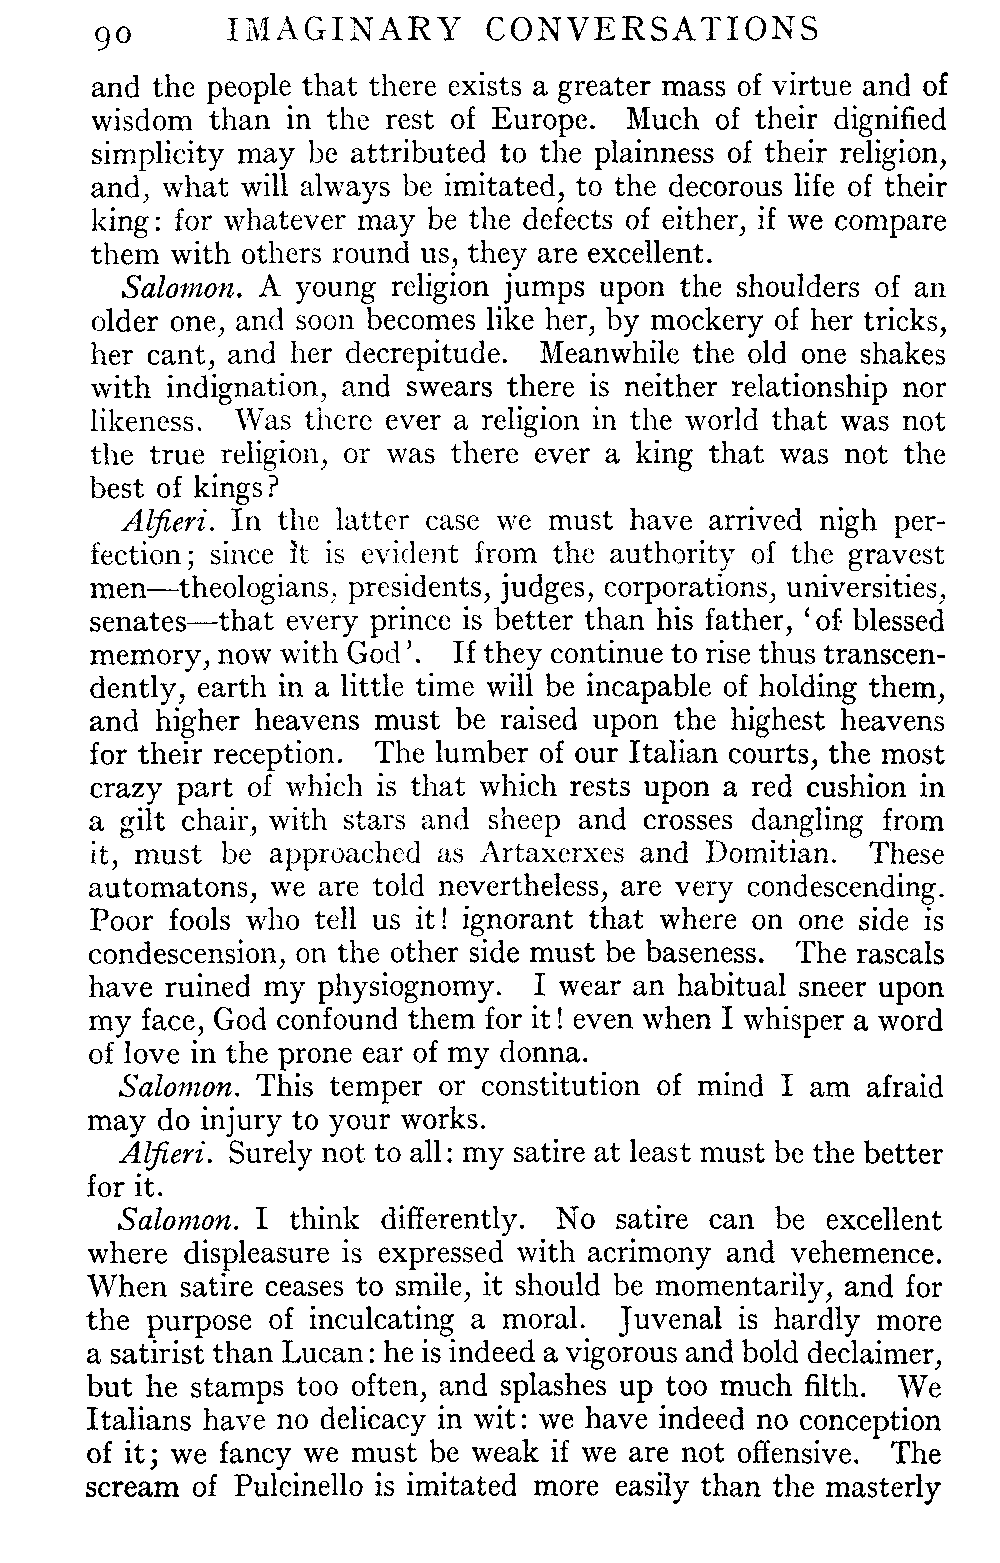 90 IMAGINARY CONVERSATIONS
and the people that there exists a greater mass of virtue and of
wisdom than in the rest of Europe. Much of their dignified
simplicity may be attributed to the plainness of their religion,
and, what will always be imitated, to the decorous life of their
king: for whatever may be the defects of either, if we compare
them with others round us, they are excellent.
Salomon. A young religion jumps upon the shoulders of an
older one, and soon becomes like her, by mockery of her tricks,
her cant, and her decrepitude. Meanwhile the old one shakes
with indignation, and swears there is neither relationship nor
likeness. Was there ever a religion in the world that was not
the true religion, or was there ever a king that was not the
best of kings?
Alfieri. In the latter case we must have arrived nigh per-
fection; since it is evident from the authority of the gravest
men—theologians, presidents, judges, corporations, universities,
senates—that every prince is better than his father, ‘of blessed
memory, now with God’. If they continue to rise thus transcen-
dently, earth in a little time will be incapable of holding them,
and higher heavens must be raised upon the highest heavens
for their reception. The lumber of our Italian courts, the most
crazy part of which is that which rests upon a red cushion in
a gilt chair, with stars and sheep and crosses dangling from
it, must be approached as Artaxerxes and Domitian. These
automatons, we are told nevertheless, are very condescending.
Poor fools who tell us it! ignorant that where on one side is
condescension, on the other side must be baseness. The rascals
have ruined my physiognomy. I wear an habitual sneer upon
my face, God confound them for it! even when I whisper a word
of love in the prone ear of my donna.
Salomon. This temper or constitution of mind I am afraid
may do injury to your works.
Alfieri. Surely not to all: my satire at least must be the better
for it.
Salomon. I think differently. No satire can be excellent
where displeasure is expressed with acrimony and vehemence.
When satire ceases to smile, it should be momentarily, and for
the purpose of inculcating a moral. Juvenal is hardly more
a satirist than Lucan: he is indeed a vigorous and bold declaimer,
but he stamps too often, and splashes up too much filth. We
Italians have no delicacy in wit: we have indeed no conception
of it; we fancy we must be weak if we are not offensive. The
scream of Pulcinello is imitated more easily than the masterly